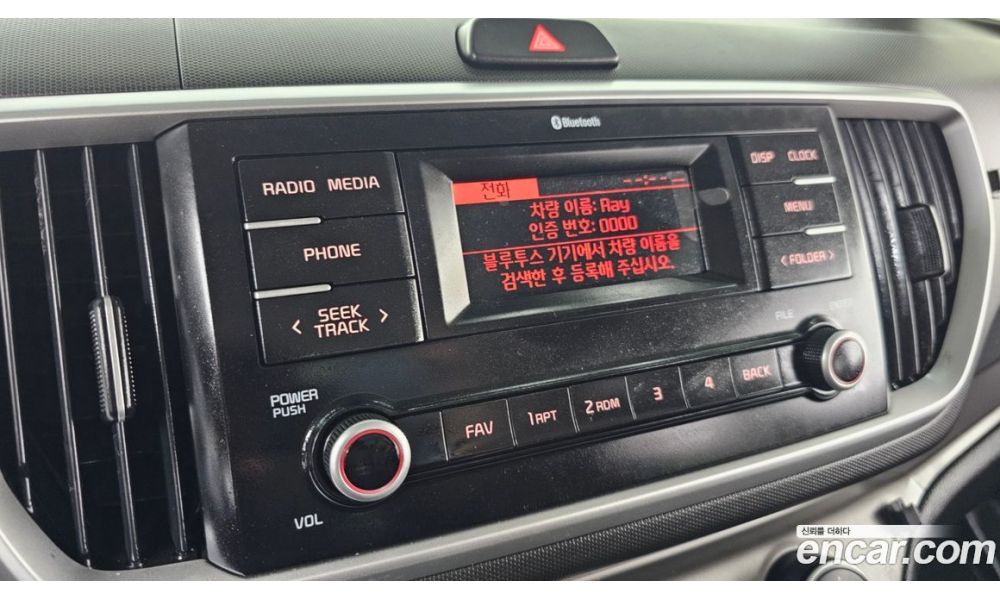 Bluetooth
RADIO MEDIA
DISP CLOCK
전화
--:--
차량 이름: Ray
인증 번호: 0000
블루투스 기기에서 차량 이름을
검색한 후 등록해 주십시오.
PHONE
MENU
< SEEK >
TRACK
< FOLDER >
FILE
ENTER
POWER
PUSH
FAV
1 RPT
2 RDM
3
4
BACK
VOL
신뢰를 더하다
encar.com